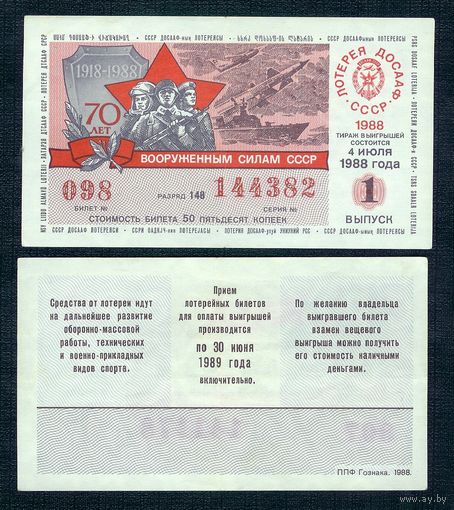 СССР ДОСААФ-ның ЛОТЕРЕЯСЫ
1918-1988
70
ЛЕТ
ВООРУЖЕННЫМ СИЛАМ СССР
ЛОТЕРЕЯ ДОСААФ
СССР
1988
ТИРАЖ ВЫИГРЫШЕЙ
СОСТОИТСЯ
4 ИЮЛЯ
1988 года
1
ВЫПУСК
098 РАЗРЯД 148 144382
БИЛЕТ № СЕРИЯ №
СТОИМОСТЬ БИЛЕТА 50 ПЯТЬДЕСЯТ КОПЕЕК
Средства от лотереи идут
на дальнейшее развитие
оборонно-массовой
работы, технических
и военно-прикладных
видов спорта.
Прием
лотерейных билетов
для оплаты выигрышей
производится
по 30 июня
1989 года
включительно.
По желанию владельца
выигравшего билета
взамен вещевого
выигрыша можно получить
его стоимость наличными
деньгами.
ППФ Гознака. 1988.
www.ay.by